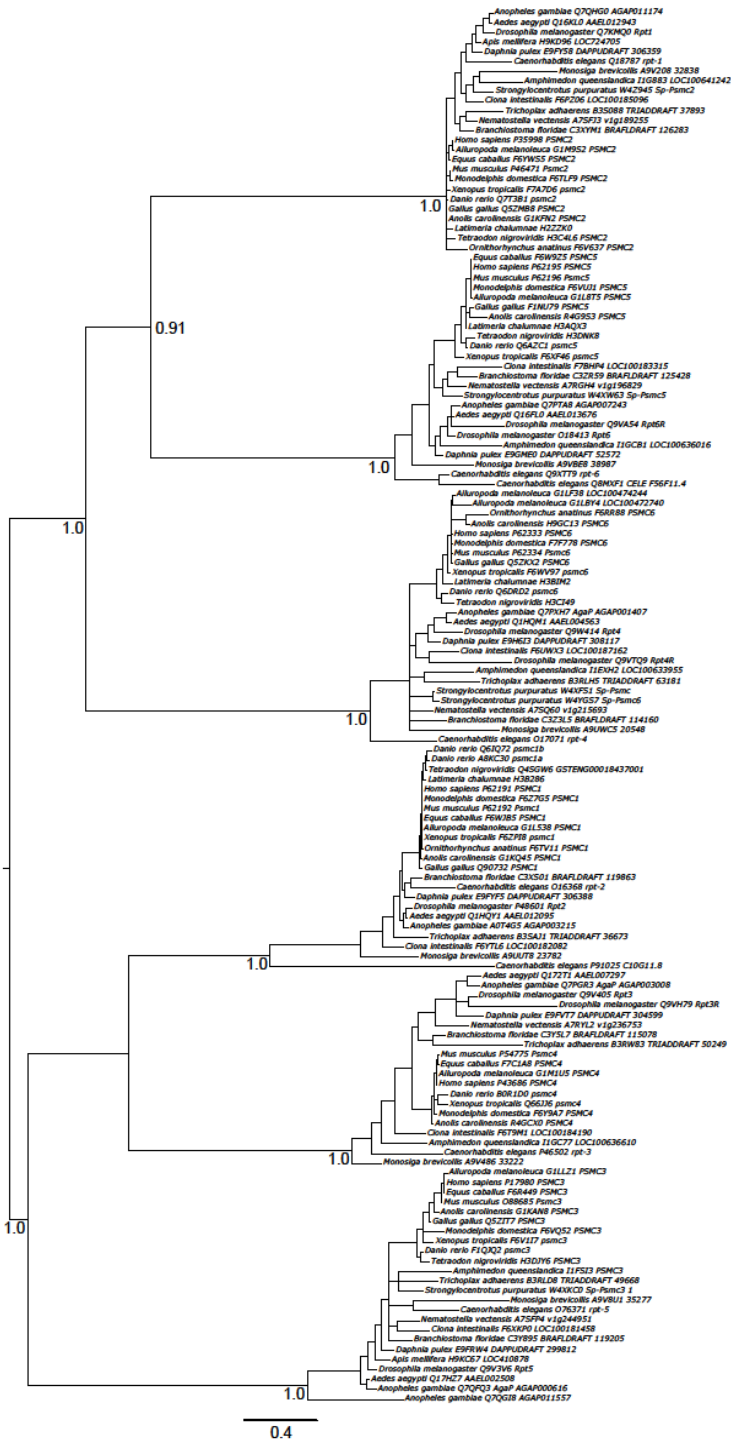 Anopheles gambiae Q7QHG0 AGAP011174
Aedes aegypti Q16KL0 AAEL012943
Drosophila melanogaster Q7KMQ0 Rpt1
Apis mellifera H9KD96 LOC724705
Daphnia pulex E9FY58 DAPPUDRAFT 306359
Caenorhabditis elegans Q18787 rpt-1
Monosiga brevicollis A9V208 32838
Amphimedon queenslandica I1G883 LOC100641242
Strongylocentrotus purpuratus W4Z945 Sp-Psmc2
Ciona intestinalis F6PZ06 LOC100185096
Trichoplax adhaerens B3S088 TRIADDRAFT 37893
Nematostella vectensis A7SFJ3 v1g189255
Branchiostoma floridae C3XYM1 BRAFLDRAFT 126283
Homo sapiens P35998 PSMC2
Ailuropoda melanoleuca G1M952 PSMC2
Equus caballus F6YWS5 PSMC2
Mus musculus P46471 Psmc2
Monodelphis domestica F6TLF9 PSMC2
Xenopus tropicalis F7A7D6 psmc2
1.0
Danio rerio Q7T3B1 psmc2
Gallus gallus Q5ZMB8 PSMC2
Anolis carolinensis G1KFN2 PSMC2
Latimeria chalumnae H2ZZK0
Tetraodon nigroviridis H3C4L6 PSMC2
Ornithorhynchus anatinus F6V637 PSMC2
Equus caballus F6W9Z5 PSMC5
Homo sapiens P62195 PSMC5
Mus musculus P62196 Psmc5
Monodelphis domestica F6VUJ1 PSMC5
Ailuropoda melanoleuca G1L8T5 PSMC5
Gallus gallus F1NU79 PSMC5
Anolis carolinensis R4G9S3 PSMC5
0.91
Latimeria chalumnae H3AQX3
Tetraodon nigroviridis H3DNK8
Danio rerio Q6AZC1 psmc5
Xenopus tropicalis F6XF46 psmc5
Ciona intestinalis F7BHP4 LOC100183315
Branchiostoma floridae C3ZR59 BRAFLDRAFT 125428
Nematostella vectensis A7RGH4 v1g196829
Strongylocentrotus purpuratus W4XW63 Sp-Psmc5
Anopheles gambiae Q7PTA8 AGAP007243
Aedes aegypti Q16FL0 AAEL013676
Drosophila melanogaster Q9VA54 Rpt6R
Drosophila melanogaster O18413 Rpt6
Amphimedon queenslandica I1GCB1 LOC100636016
Daphnia pulex E9GME0 DAPPUDRAFT 52572
Monosiga brevicollis A9VBE8 38987
1.0
Caenorhabditis elegans Q9XTT9 rpt-6
Caenorhabditis elegans Q8MXF1 CELE F56F11.4
Ailuropoda melanoleuca G1LF38 LOC100474244
Ailuropoda melanoleuca G1LBY4 LOC100472740
Ornithorhynchus anatinus F6RR88 PSMC6
Anolis carolinensis H9GC13 PSMC6
1.0
Homo sapiens P62333 PSMC6
Monodelphis domestica F7F778 PSMC6
Mus musculus P62334 Psmc6
Gallus gallus Q5ZKX2 PSMC6
Xenopus tropicalis F6WV97 psmc6
Latimeria chalumnae H3BIM2
Danio rerio Q6DRD2 psmc6
Tetraodon nigroviridis H3CI49
Anopheles gambiae Q7PXH7 AgaP AGAP001407
Aedes aegypti Q1HQM1 AAEL004563
Drosophila melanogaster Q9W414 Rpt4
Daphnia pulex E9H6I3 DAPPUDRAFT 308117
Ciona intestinalis F6UWX3 LOC100187162
Drosophila melanogaster Q9VTQ9 Rpt4R
Amphimedon queenslandica I1EXH2 LOC100633955
Trichoplax adhaerens B3RLH5 TRIADDRAFT 63181
Strongylocentrotus purpuratus W4XFS1 Sp-Psmc
Strongylocentrotus purpuratus W4YGS7 Sp-Psmc6
Nematostella vectensis A7SQ60 v1g215693
Branchiostoma floridae C3Z3L5 BRAFLDRAFT 114160
1.0
Monosiga brevicollis A9UWC5 20548
Caenorhabditis elegans O17071 rpt-4
Danio rerio Q6IQ72 psmc1b
Danio rerio A8KC30 psmc1a
Tetraodon nigroviridis Q4SGW6 GSTENG00018437001
Latimeria chalumnae H3B286
Homo sapiens P62191 PSMC1
Monodelphis domestica F6Z7G5 PSMC1
Mus musculus P62192 Psmc1
Equus caballus F6WJB5 PSMC1
Ailuropoda melanoleuca G1L538 PSMC1
Xenopus tropicalis F6ZPI8 psmc1
Ornithorhynchus anatinus F6TV11 PSMC1
Anolis carolinensis G1KQ45 PSMC1
Gallus gallus Q90732 PSMC1
Branchiostoma floridae C3XS01 BRAFLDRAFT 119863
Caenorhabditis elegans O16368 rpt-2
Daphnia pulex E9FYF5 DAPPUDRAFT 306388
Drosophila melanogaster P48601 Rpt2
Aedes aegypti Q1HQY1 AAEL012095
Anopheles gambiae A0T4G5 AGAP003215
Trichoplax adhaerens B3SAJ1 TRIADDRAFT 36673
Ciona intestinalis F6YTL6 LOC100182082
Monosiga brevicollis A9UUT8 23782
1.0
Caenorhabditis elegans P91025 C10G11.8
Aedes aegypti Q172T1 AAEL007297
Anopheles gambiae Q7PGR3 AgaP AGAP003008
Drosophila melanogaster Q9V405 Rpt3
Drosophila melanogaster Q9VH79 Rpt3R
Daphnia pulex E9FVT7 DAPPUDRAFT 304599
Nematostella vectensis A7RYL2 v1g236753
Branchiostoma floridae C3Y5L7 BRAFLDRAFT 115078
Trichoplax adhaerens B3RW83 TRIADDRAFT 50249
Mus musculus P54775 Psmc4
Equus caballus F7C1A8 PSMC4
Ailuropoda melanoleuca G1M1U5 PSMC4
Homo sapiens P43686 PSMC4
Danio rerio B0R1D0 psmc4
Xenopus tropicalis Q66JJ6 psmc4
Monodelphis domestica F6Y9A7 PSMC4
Anolis carolinensis R4GCX0 PSMC4
Ciona intestinalis F6T9M1 LOC100184190
Amphimedon queenslandica I1GC77 LOC100636610
Caenorhabditis elegans P46502 rpt-3
1.0
Monosiga brevicollis A9V486 33222
Ailuropoda melanoleuca G1LLZ1 PSMC3
Homo sapiens P17980 PSMC3
Equus caballus F6R449 PSMC3
Mus musculus O88685 Psmc3
Anolis carolinensis G1KAN8 PSMC3
Gallus gallus Q5ZIT7 PSMC3
1.0
Monodelphis domestica F6VQ52 PSMC3
Xenopus tropicalis F6V1I7 psmc3
Danio rerio F1QJQ2 psmc3
Tetraodon nigroviridis H3DJY6 PSMC3
Amphimedon queenslandica I1FSI3 PSMC3
Trichoplax adhaerens B3RLD8 TRIADDRAFT 49668
Strongylocentrotus purpuratus W4XKC0 Sp-Psmc3 1
Monosiga brevicollis A9V8U1 35277
Caenorhabditis elegans O76371 rpt-5
Nematostella vectensis A7SFP4 v1g244951
Ciona intestinalis F6XKP0 LOC100181458
Branchiostoma floridae C3Y895 BRAFLDRAFT 119205
Daphnia pulex E9FRW4 DAPPUDRAFT 299812
Apis mellifera H9KC67 LOC410878
Drosophila melanogaster Q9V3V6 Rpt5
Aedes aegypti Q17HZ7 AAEL002508
1.0
Anopheles gambiae Q7QFQ3 AgaP AGAP000616
Anopheles gambiae Q7QGI8 AGAP011557
0.4